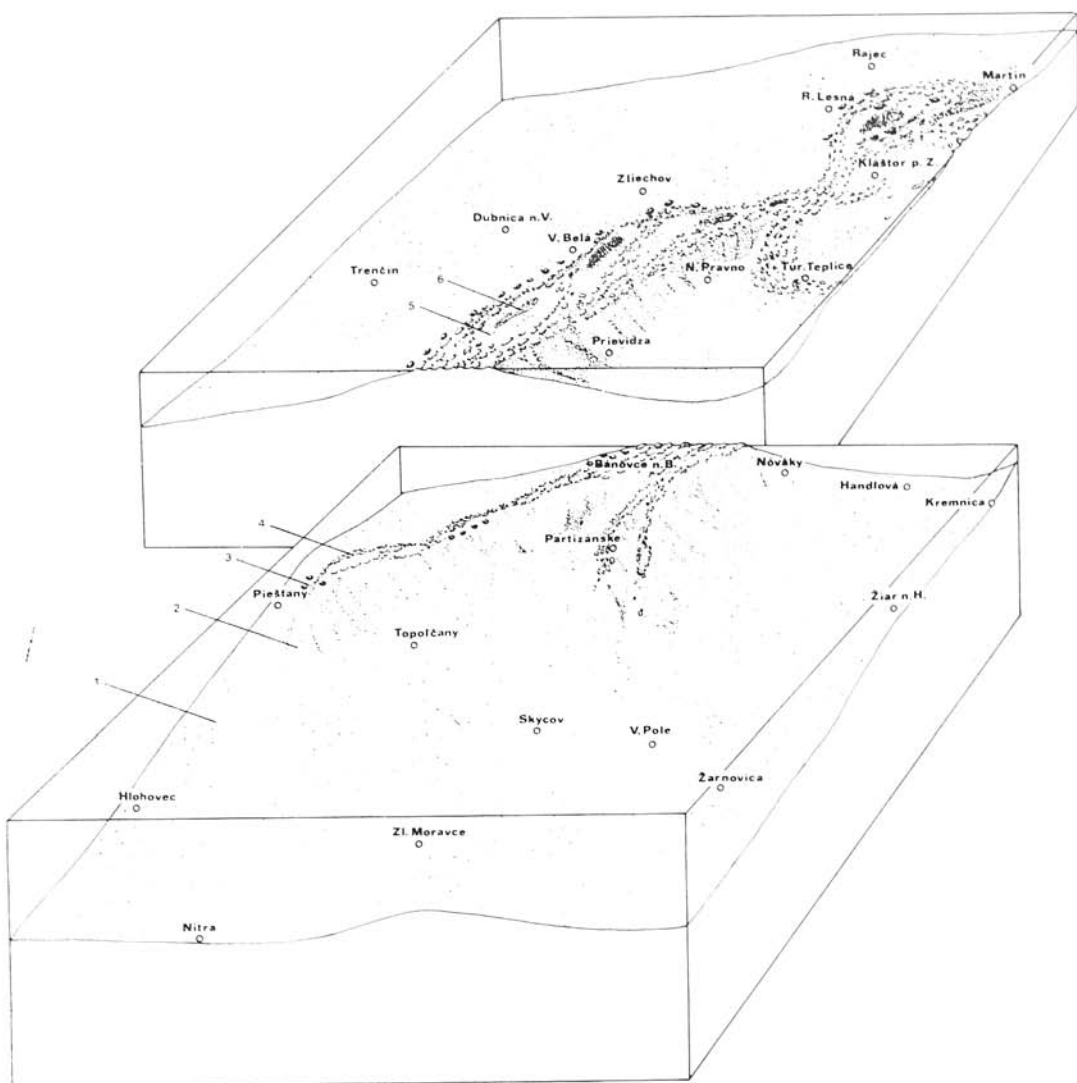 Rajec
Martin
R. Lesná
Kláštor p. Z.
Zliechov
Dubnica n.V.
V. Belá
Trenčín
N. Pravno
Tur. Teplice
6
5
Prievidza
Bánovce n.B.
Nováky
Handlová
Kremnica
4
Partizánske
3
Piešťany
Žiar n.H.
2
Topoľčany
1
Skycov
V. Pole
Žarnovica
Hlohovec
Zl. Moravce
Nitra